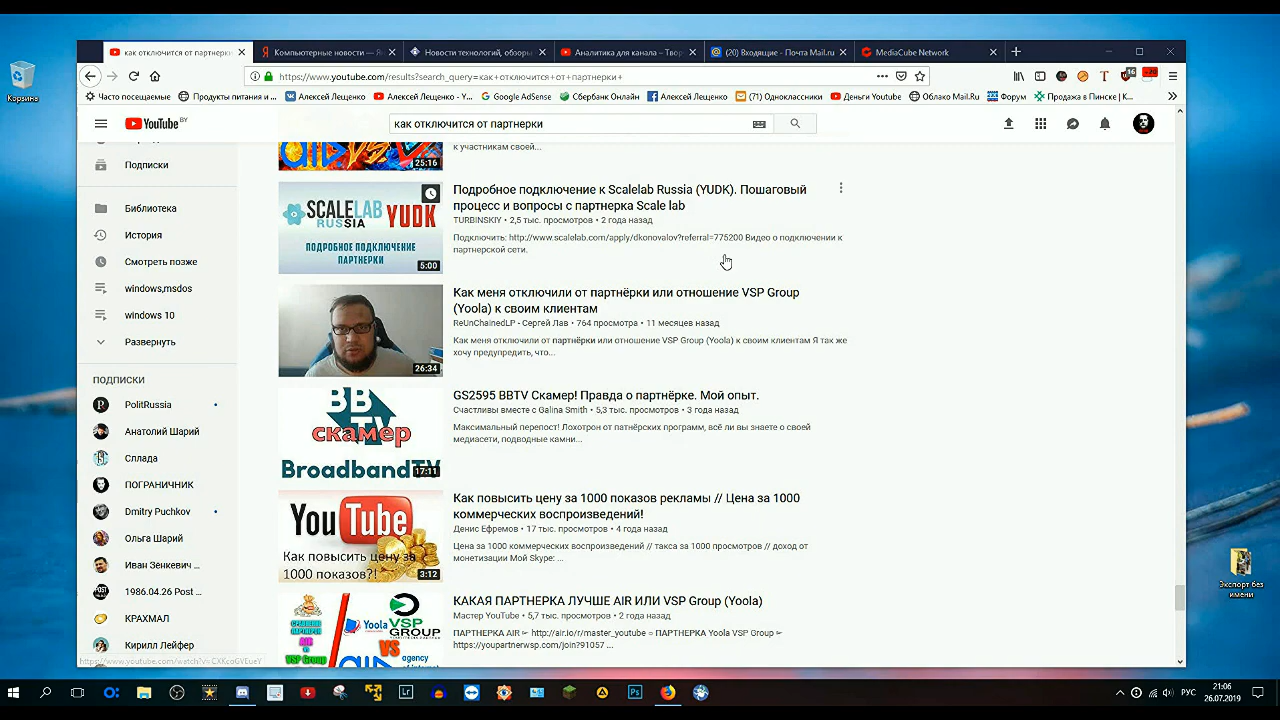 Корзина
как отключится от партнерки
Компьютерные новости — Ян
Новости технологий, обзоры
Аналитика для канала – Твор
(20) Входящие - Почта Mail.ru
MediaCube Network
https://www.youtube.com/results?search_query=как+отключится+от+партнерки+
16
Часто посещаемые
Продукты питания и ...
Алексей Лещенко
Алексей Лещенко - Y...
Google AdSense
Сбербанк Онлайн
Алексей Лещенко
(71) Одноклассники
Деньги Youtube
Облако Mail.Ru
Форум
Продажа в Пинске | К...
YouTube BY
как отключится от партнерки
Подписки
Библиотека
История
Смотреть позже
windows,msdos
windows 10
Развернуть
ПОДПИСКИ
PolitRussia
Анатолий Шарий
Сплада
ПОГРАНИЧНИК
Dmitry Puchkov
Ольга Шарий
Иван Зенкевич ...
1986.04.26 Post ...
КРАХМАЛ
Кирилл Лейфер
к участникам своей...
25:16
SCALELAB RUSSIA YUDK
ПОДРОБНОЕ ПОДКЛЮЧЕНИЕ
ПАРТНЕРКИ
5:00
Подробное подключение к Scalelab Russia (YUDK). Пошаговый
процесс и вопросы с партнерка Scale lab
TURBINSKIY • 2,5 тыс. просмотров • 2 года назад
Подключить: http://www.scalelab.com/apply/dkonovalov?referral=775200 Видео о подключении к
партнерской сети.
26:34
Как меня отключили от партнёрки или отношение VSP Group
(Yoola) к своим клиентам
ReUnChainedLP - Сергей Лав • 764 просмотра • 11 месяцев назад
Как меня отключили от партнёрки или отношение VSP Group (Yoola) к своим клиентам Я так же
хочу предупредить, что...
BB
TV
скамер
BroadbandTV
17:11
GS2595 BBTV Скамер! Правда о партнёрке. Мой опыт.
Счастливы вместе с Galina Smith • 5,3 тыс. просмотров • 3 года назад
Максимальный перепост! Лохотрон от патнёрских программ, всё ли вы знаете о своей
медиасети, подводные камни...
YouTube
Как повысить цену за
1000 показов?!
3:12
Как повысить цену за 1000 показов рекламы // Цена за 1000
коммерческих воспроизведений!
Денис Ефремов • 17 тыс. просмотров • 4 года назад
Цена за 1000 коммерческих воспроизведений // такса за 1000 просмотров // доход от
монетизации Мой Skype: ...
СРАВНЕНИЕ
ПАРТНЕРОК
AIR
VSP Group
Yoola
VSP
GROUP
VS
agency
КАКАЯ ПАРТНЕРКА ЛУЧШЕ AIR ИЛИ VSP Group (Yoola)
Мастер YouTube • 5,7 тыс. просмотров • 2 года назад
ПАРТНЕРКА AIR ➢ http://air.io/r/master_youtube = ПАРТНЕРКА Yoola VSP Group ➢
https://youpartnerwsp.com/join?91057 ...
Экспорт без
имени
РУС
21:06
26.07.2019